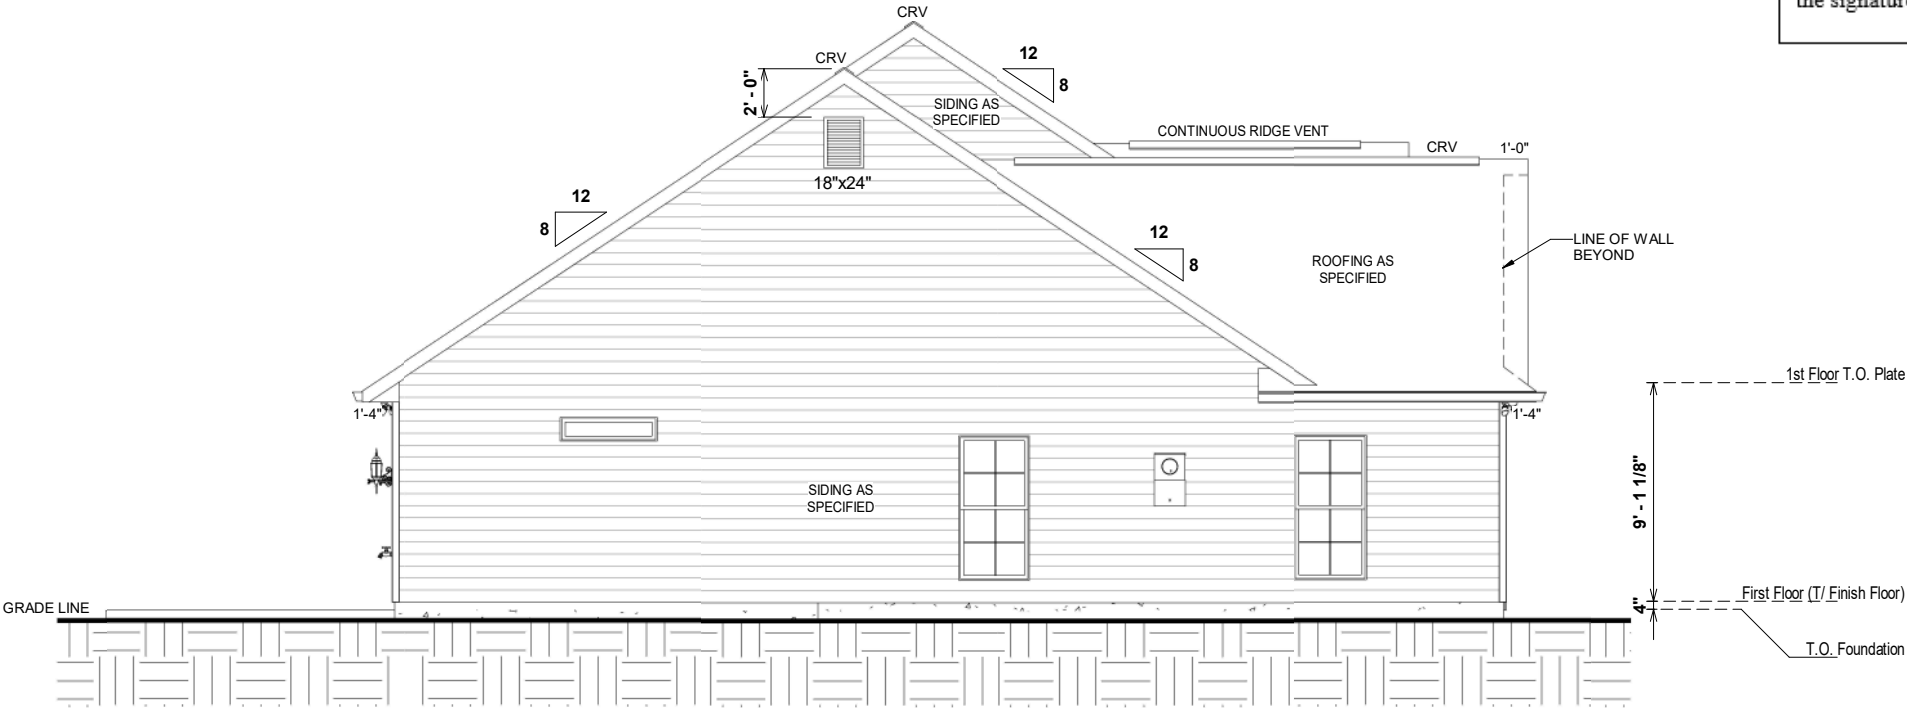 the signature
CRV
CRV
12
8
2' - 0"
SIDING AS
SPECIFIED
CONTINUOUS RIDGE VENT
CRV
1'-0"
18"x24"
12
8
12
8
LINE OF WALL
BEYOND
ROOFING AS
SPECIFIED
1st Floor T.O. Plate
1'-4"
1'-4"
SIDING AS
SPECIFIED
9' - 1 1/8"
GRADE LINE
First Floor (T/ Finish Floor)
4"
T.O. Foundation